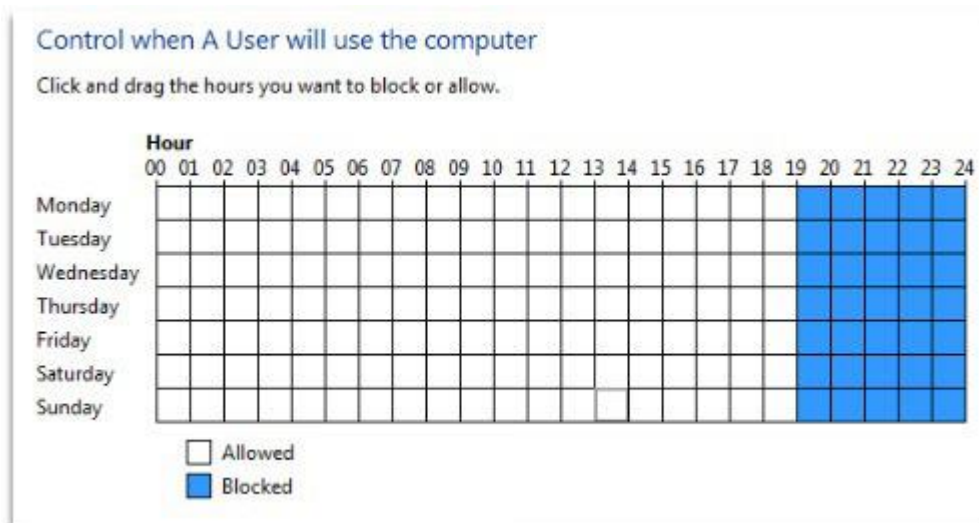 Control when A User will use the computer
Click and drag the hours you want to block or allow.
Hour
00 01 02 03 04 05 06 07 08 09 10 11 12 13 14 15 16 17 18 19 20 21 22 23 24
Monday
Tuesday
Wednesday
Thursday
Friday
Saturday
Sunday
Allowed
Blocked